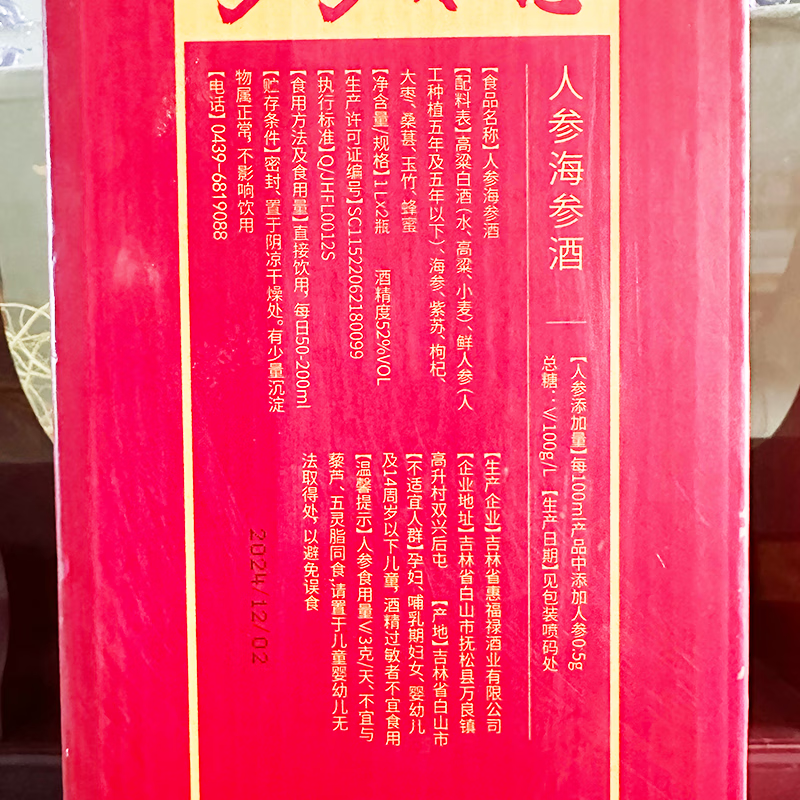 人参海参酒
【人参添加量】每100ml产品中添加人参0.5g
总糖:≤/100g/L 【生产日期】见包装喷码处
【食品名称】人参海参酒
【配料表】高粱白酒(水、高粱、小麦)、鲜人参(人
工种植五年及五年以下)、海参、紫苏、枸杞、
大枣、桑葚、玉竹、蜂蜜
【净含量/规格】1L×2瓶 酒精度52%VOL
【生产许可证编号】SC11522062180099
【执行标准】Q/HFL0012S
【食用方法及食用量】直接饮用,每日50-200ml
【贮存条件】密封、置于阴凉干燥处。有少量沉淀
物属正常,不影响饮用
【电话】0439-6819088
【生产企业】吉林省惠福禄酒业有限公司
【企业地址】吉林省白山市抚松县万良镇
高升村双兴后屯 【产地】吉林省白山市
【不适宜人群】孕妇、哺乳期妇女、婴幼儿
及14周岁以下儿童,酒精过敏者不宜食用
【温馨提示】人参食用量≤/3克/天、不宜与
藜芦、五灵脂同食,请置于儿童婴幼儿无
法取得处,以避免误食
2024/12/02